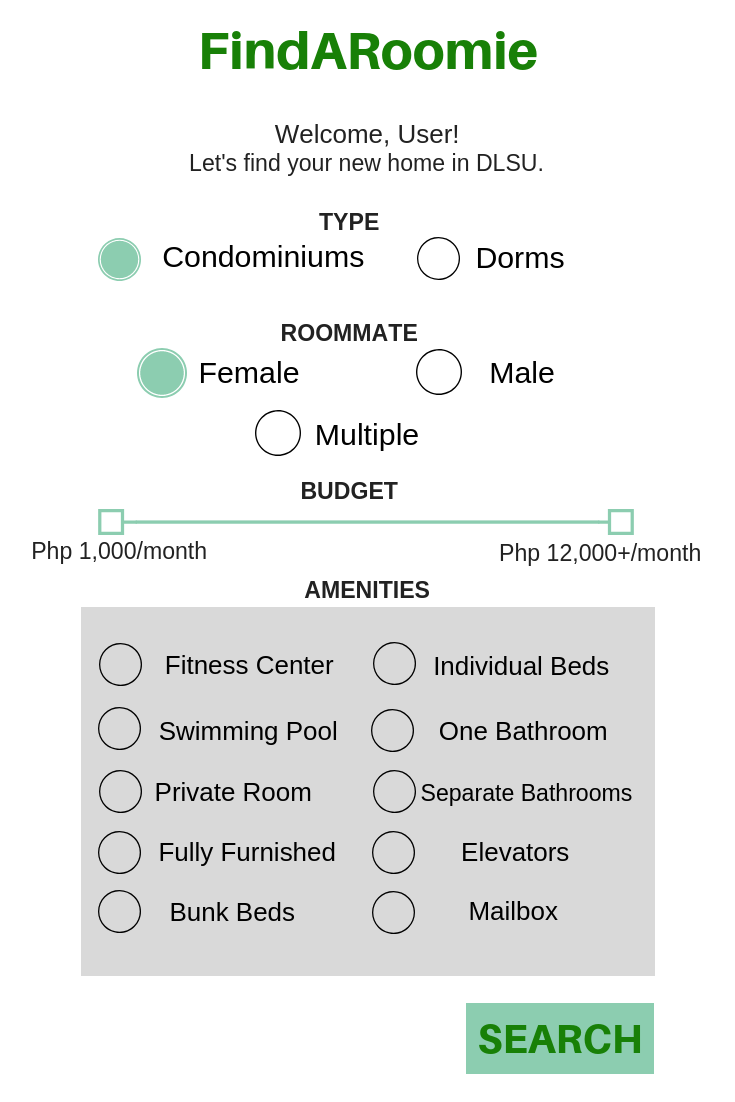 FindARoomie
Welcome, User!
Let's find your new home in DLSU.
TYPE
Condominiums Dorms
ROOMMATE
Female Male
Multiple
BUDGET
Php 1,000/month Php 12,000+/month
AMENITIES
Fitness Center Individual Beds
Swimming Pool One Bathroom
Private Room Separate Bathrooms
Fully Furnished Elevators
Bunk Beds Mailbox
SEARCH